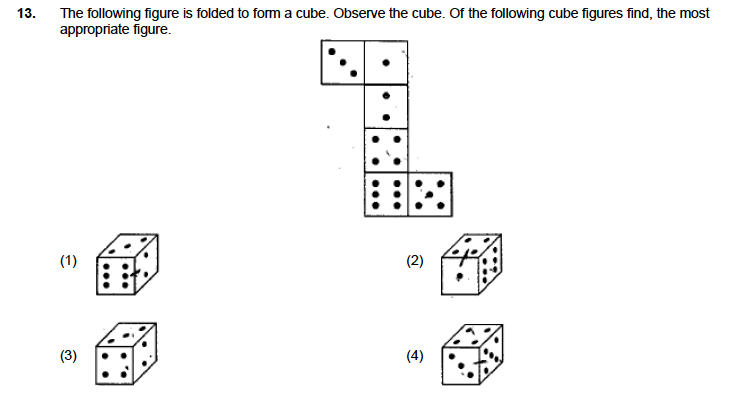 13. The following figure is folded to form a cube. Observe the cube. Of the following cube figures find, the most
appropriate figure.
(1)
(2)
(3)
(4)